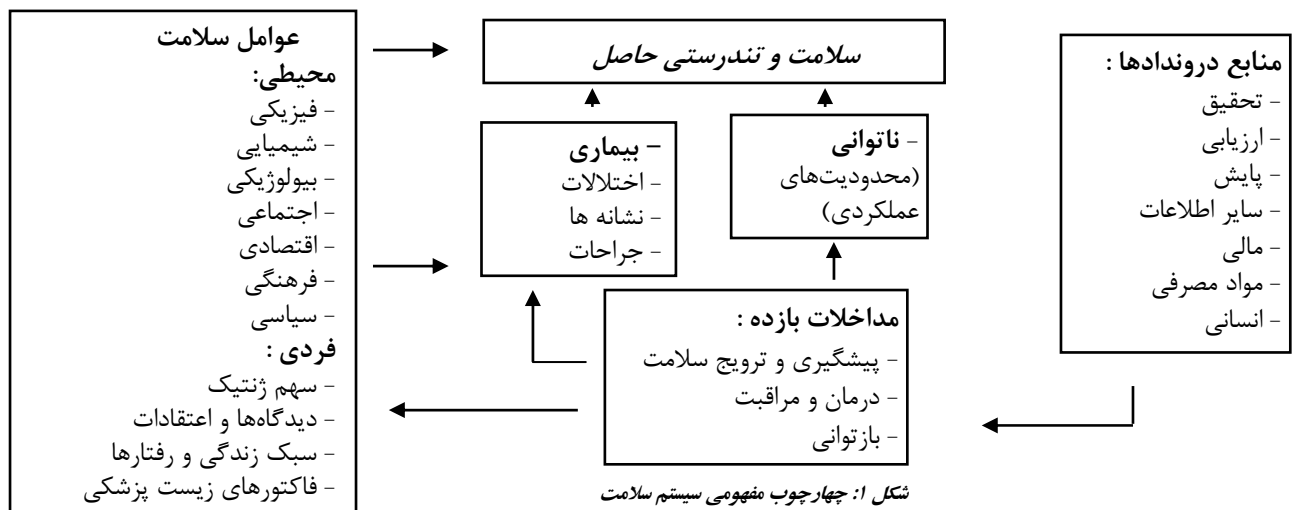 عوامل سلامت
محیطی:
- فیزیکی
- شیمیایی
- بیولوژیکی
- اجتماعی
- اقتصادی
- فرهنگی
- سیاسی
فردی :
- سهم ژنتیک
- دیدگاه‌ها و اعتقادات
- سبک زندگی و رفتارها
- فاکتورهای زیست پزشکی
سلامت و تندرستی حاصل
- بیماری
- اختلالات
- نشانه ها
- جراحات
- ناتوانی
(محدودیت‌های
عملکردی)
مداخلات بازده :
- پیشگیری و ترویج سلامت
- درمان و مراقبت
- بازتوانی
منابع دروندادها :
- تحقیق
- ارزیابی
- پایش
- سایر اطلاعات
- مالی
- مواد مصرفی
- انسانی
شکل ۱: چهارچوب مفهومی سیستم سلامت